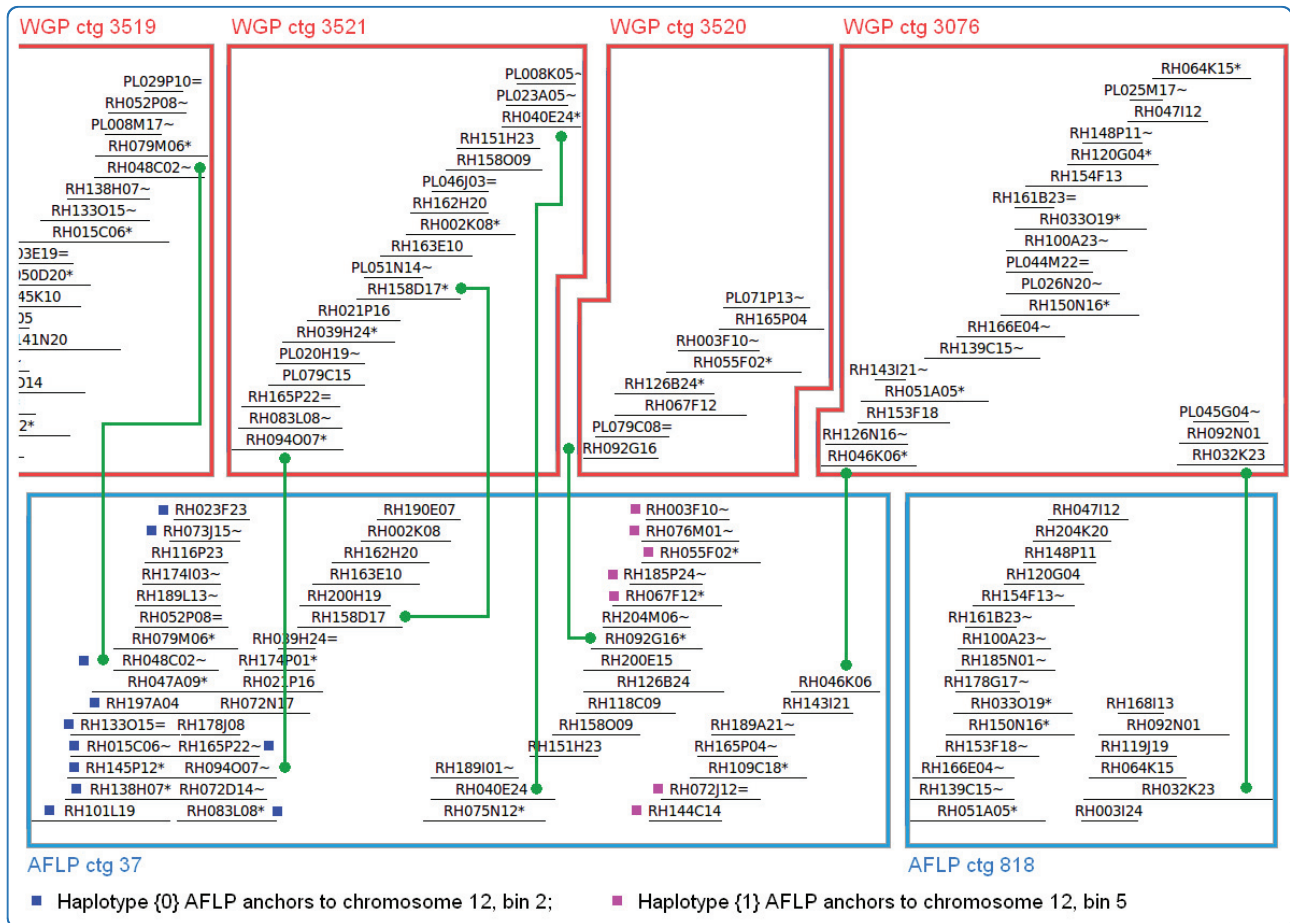 WGP ctg 3519
PL029P10=
RH052P08~
PL008M17~
RH079M06*
RH048C02~
RH138H07~
RH133O15~
RH015C06*
03E19=
050D20*
45K10
05
141N20
~
O14
2*
WGP ctg 3521
PL008K05~
PL023A05~
RH040E24*
RH151H23
RH158O09
PL046J03=
RH162H20
RH002K08*
RH163E10
PL051N14~
RH158D17*
RH021P16
RH039H24*
PL020H19~
PL079C15
RH165P22=
RH083L08~
RH094O07*
WGP ctg 3520
PL071P13~
RH165P04
RH003F10~
RH055F02*
RH126B24*
RH067F12
PL079C08=
RH092G16
WGP ctg 3076
RH064K15*
PL025M17~
RH047I12
RH148P11~
RH120G04*
RH154F13
RH161B23=
RH033O19*
RH100A23~
PL044M22=
PL026N20~
RH150N16*
RH166E04~
RH139C15~
RH143I21~
RH051A05*
RH153F18
RH126N16~
RH046K06*
PL045G04~
RH092N01
RH032K23
RH023F23
RH073J15~
RH116P23
RH174I03~
RH189L13~
RH052P08=
RH079M06*
RH048C02~
RH047A09*
RH197A04
RH133O15=
RH015C06~
RH145P12*
RH138H07*
RH101L19
RH190E07
RH002K08
RH162H20
RH163E10
RH200H19
RH158D17
RH039H24=
RH174P01*
RH021P16
RH072N17
RH178J08
RH165P22~
RH094O07~
RH072D14~
RH083L08*
RH003F10~
RH076M01~
RH055F02*
RH185P24~
RH067F12*
RH204M06~
RH092G16*
RH200E15
RH126B24
RH118C09
RH158O09
RH151H23
RH189I01~
RH040E24
RH075N12*
RH046K06
RH143I21
RH189A21~
RH165P04~
RH109C18*
RH072J12=
RH144C14
AFLP ctg 37
RH047I12
RH204K20
RH148P11
RH120G04
RH154F13~
RH161B23~
RH100A23~
RH185N01~
RH178G17~
RH033O19*
RH150N16*
RH153F18~
RH166E04~
RH139C15~
RH051A05*
RH168I13
RH092N01
RH119J19
RH064K15
RH032K23
RH003I24
AFLP ctg 818
Haplotype {0} AFLP anchors to chromosome 12, bin 2;
Haplotype {1} AFLP anchors to chromosome 12, bin 5